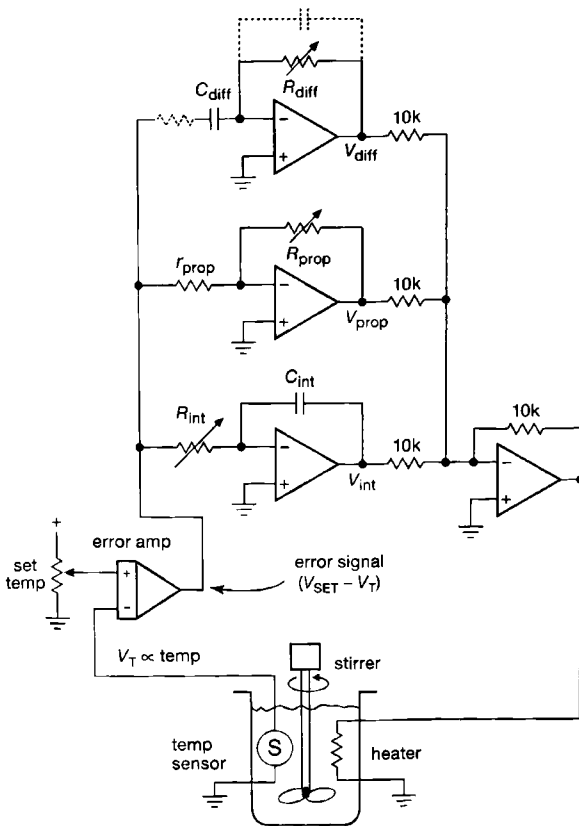 C_diff
R_diff
10k
V_diff
−
+
r_prop
R_prop
10k
V_prop
−
+
C_int
R_int
10k
10k
V_int
−
+
−
+
+
error amp
set
temp
+
−
error signal
(V_SET − V_T)
V_T ∝ temp
stirrer
temp
sensor
S
heater